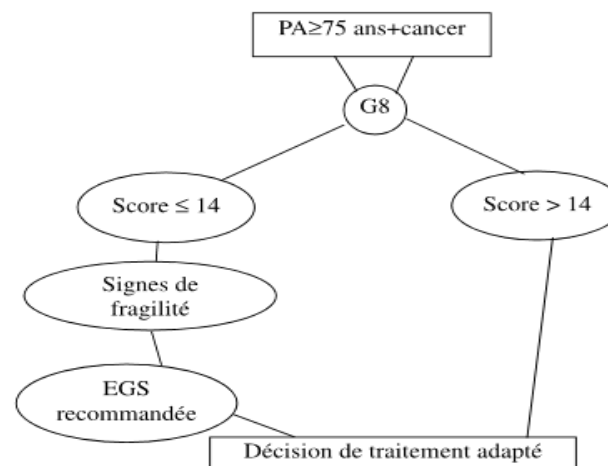 PA≥75 ans+cancer
G8
Score ≤ 14
Score > 14
Signes de
fragilité
EGS
recommandée
Décision de traitement adapté